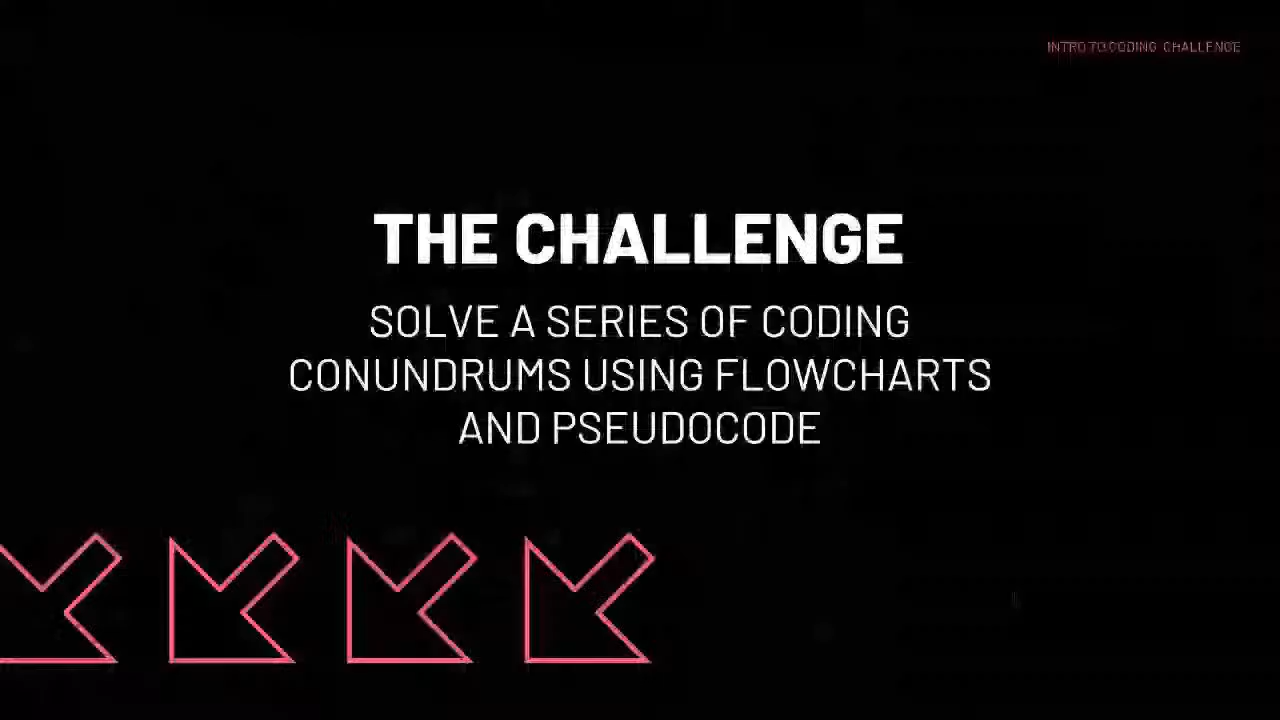 INTRO TO CODING CHALLENGE
THE CHALLENGE
SOLVE A SERIES OF CODING
CONUNDRUMS USING FLOWCHARTS
AND PSEUDOCODE